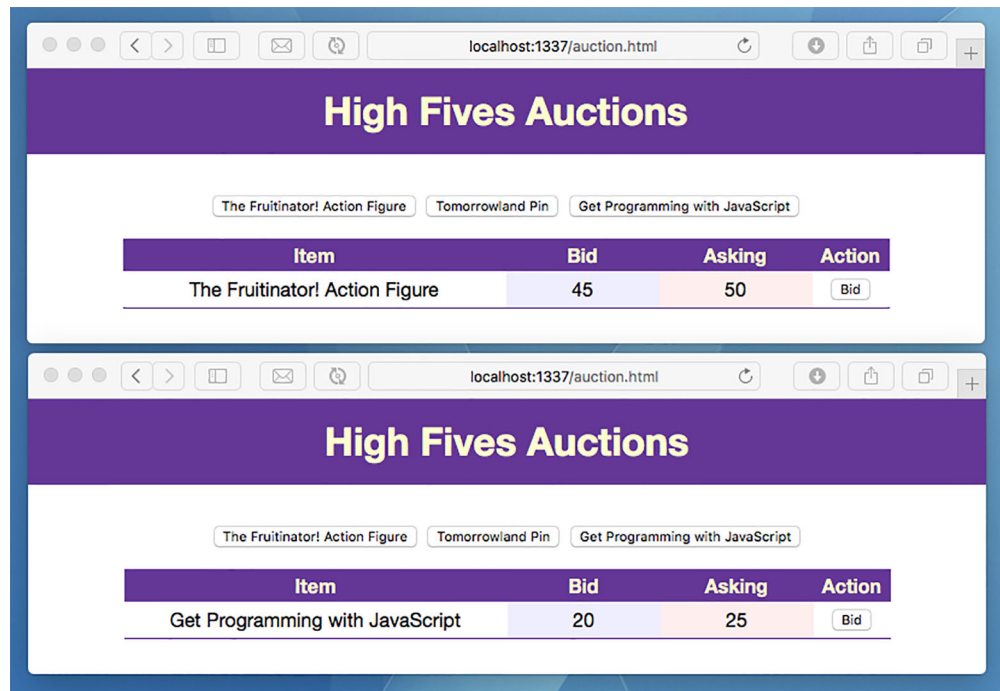 localhost:1337/auction.html
High Fives Auctions
The Fruitinator! Action Figure Tomorrowland Pin Get Programming with JavaScript
Item Bid Asking Action
The Fruitinator! Action Figure 45 50 Bid
localhost:1337/auction.html
High Fives Auctions
The Fruitinator! Action Figure Tomorrowland Pin Get Programming with JavaScript
Item Bid Asking Action
Get Programming with JavaScript 20 25 Bid